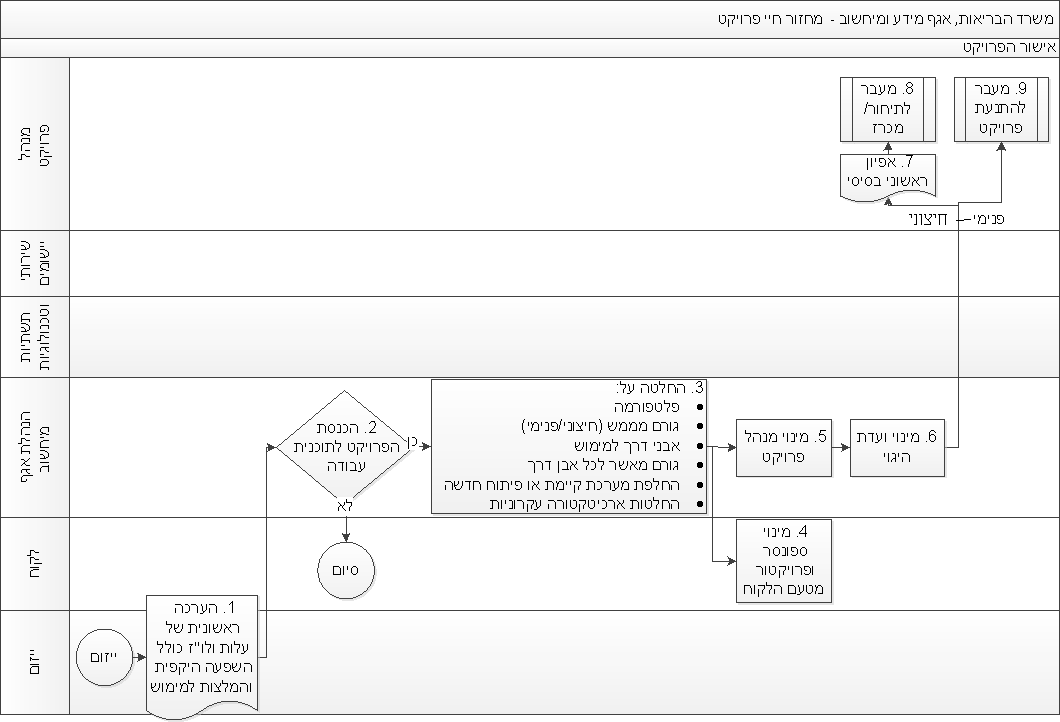 משרד הבריאות, אגף מידע ומיחשוב - מחזור חיי פרויקט
אישור הפרויקט
מנהל
פרויקט
8. מעבר
לתיחור/
מכרז
9. מעבר
להתנעת
פרויקט
7. אפיון
ראשוני בסיסי
חיצוני
פנימי
שירותי
יישומים
תשתיות
וטכנולוגיות
הנהלת אגף
מיחשוב
2. הכנסת
הפרויקט לתוכנית
עבודה
כן
לא
3. החלטה על:
• פלטפורמה
• גורם מממש (חיצוני/פנימי)
• אבני דרך למימוש
• גורם מאשר לכל אבן דרך
• החלפת מערכת קיימת או פיתוח חדשה
• החלטות ארכיטקטורה עקרוניות
5. מינוי מנהל
פרויקט
6. מינוי ועדת
היגוי
לקוח
סיום
4. מינוי
ספונסר
ופרויקטור
מטעם הלקוח
ייזום
ייזום
1. הערכה
ראשונית של
עלות ולו"ז כולל
השפעה היקפית
והמלצות למימוש